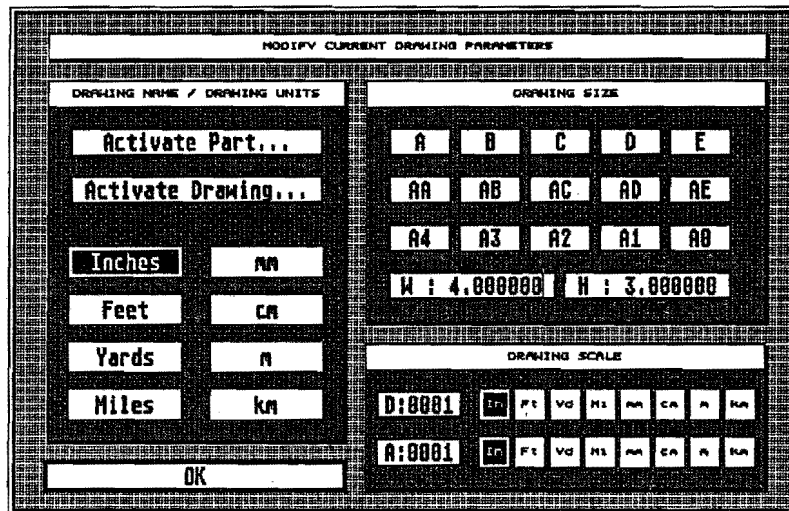 MODIFY CURRENT DRAWING PARAMETERS
DRAWING NAME / DRAWING UNITS
Activate Part...
Activate Drawing...
Inches mm
Feet cm
Yards m
Miles km
OK
DRAWING SIZE
A B C D E
AA AB AC AD AE
A4 A3 A2 A1 A0
W : 4.000000 H : 3.000000
DRAWING SCALE
D:0001 In Ft Yd Mi mm cm m km
A:0001 In Ft Yd Mi mm cm m km